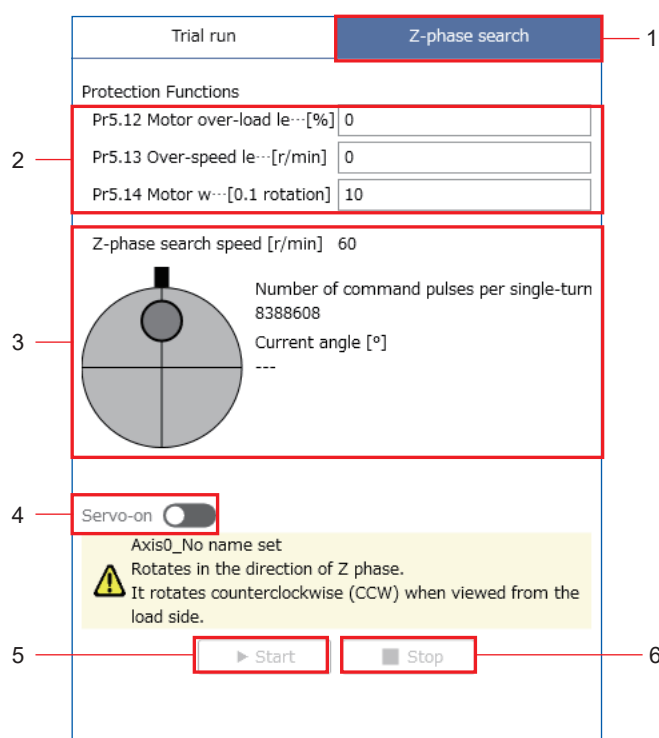 Trial run
Z-phase search
1
Protection Functions
2
Pr5.12 Motor over-load le⋯[%] 0
Pr5.13 Over-speed le⋯[r/min] 0
Pr5.14 Motor w⋯[0.1 rotation] 10
3
Z-phase search speed [r/min] 60
Number of command pulses per single-turn
8388608
Current angle [°]
---
4
Servo-on
Axis0_No name set
Rotates in the direction of Z phase.
It rotates counterclockwise (CCW) when viewed from the
load side.
5
Start
Stop
6